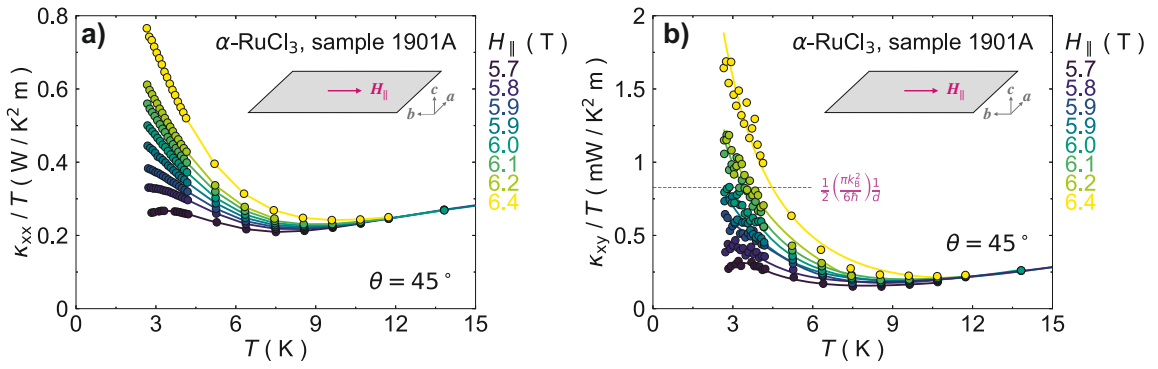 a)
α-RuCl₃, sample 1901A
H∥ (T)
5.7
5.8
5.9
5.9
6.0
6.1
6.2
6.4
H∥
c
a
b
θ = 45°
κxx / T ( W / K² m )
0.8
0.6
0.4
0.2
0
0 3 6 9 12 15
T ( K )
b)
α-RuCl₃, sample 1901A
H∥ (T)
5.7
5.8
5.9
5.9
6.0
6.1
6.2
6.4
H∥
c
a
b
1/2 (πk_B²/6ħ) 1/d
θ = 45°
κxy / T ( mW / K² m )
2
1.5
1
0.5
0
0 3 6 9 12 15
T ( K )